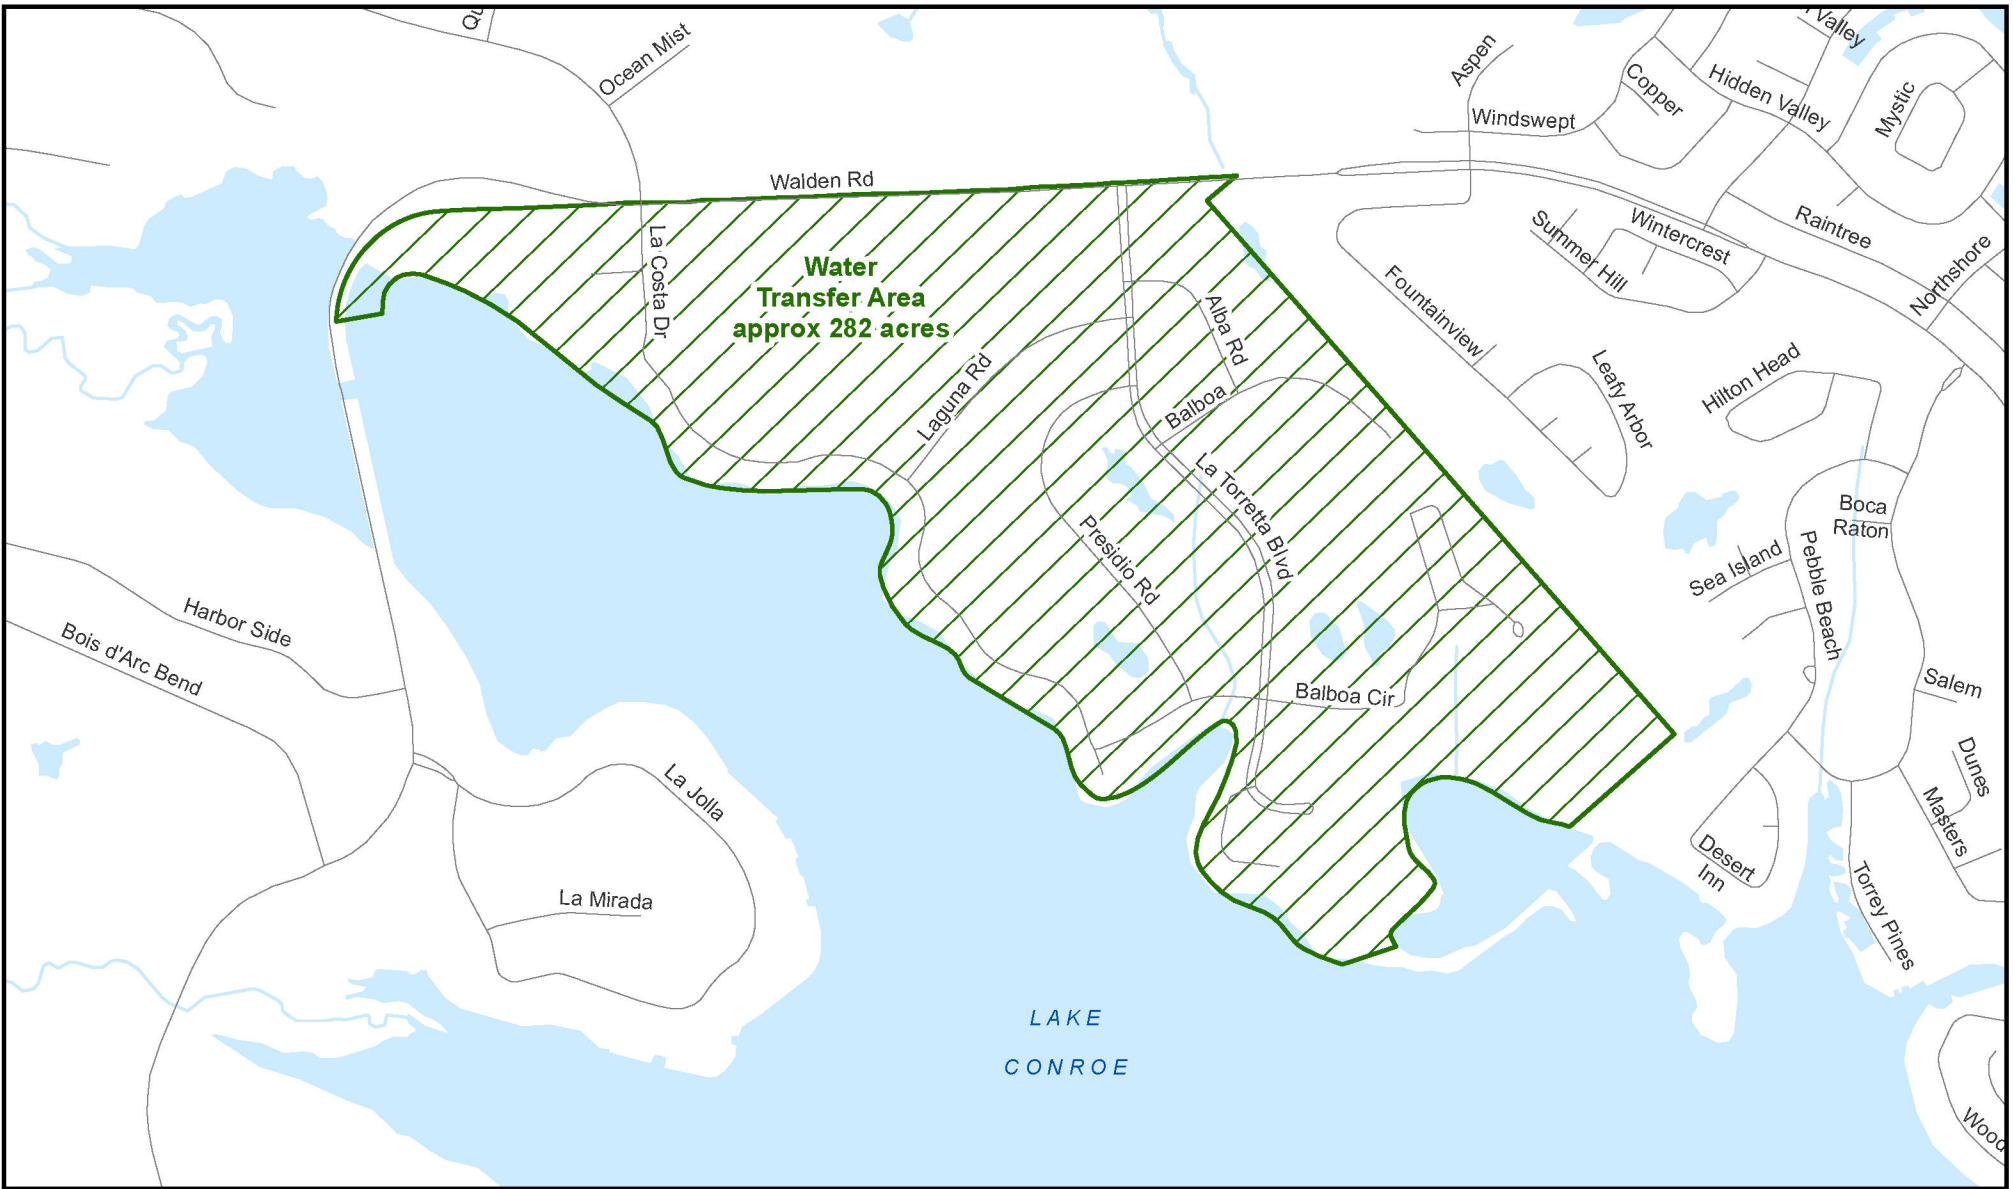 Qu
Ocean Mist
Valley
Aspen
Copper
Hidden Valley
Mystic
Windswept
Walden Rd
Summer Hill
Wintercrest
Raintree
Northshore
La Costa Dr
Water
Transfer Area
approx 282 acres
Alba Rd
Fountainview
Laguna Rd
Balboa
Leafy Arbor
Hilton Head
La Torretta Blvd
Presidio Rd
Boca
Raton
Sea Island
Pebble Beach
Harbor Side
Bois d'Arc Bend
Balboa Cir
Salem
Dunes
Masters
La Jolla
Desert
Inn
La Mirada
Torrey Pines
LAKE
CONROE
Wood